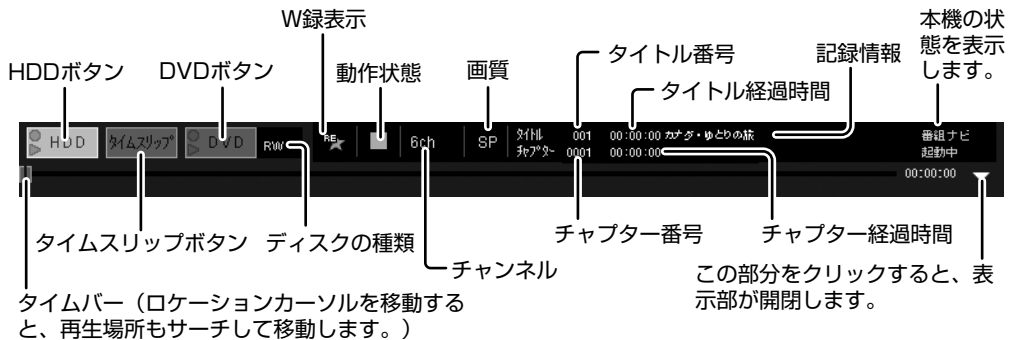 W録表示
本機の状
態を表示
します。
HDDボタン
DVDボタン
動作状態
画質
タイトル番号
記録情報
タイトル経過時間
HDD
タイムスリップ
DVD
RW
RE
6ch
SP
タイトル 001 00:00:00 カナダ・ゆとりの旅
チャプター 0001 00:00:00
番組ナビ
起動中
00:00:00
タイムスリップボタン
ディスクの種類
チャンネル
チャプター番号
チャプター経過時間
タイムバー（ロケーションカーソルを移動する
と、再生場所もサーチして移動します。）
この部分をクリックすると、表
示部が開閉します。